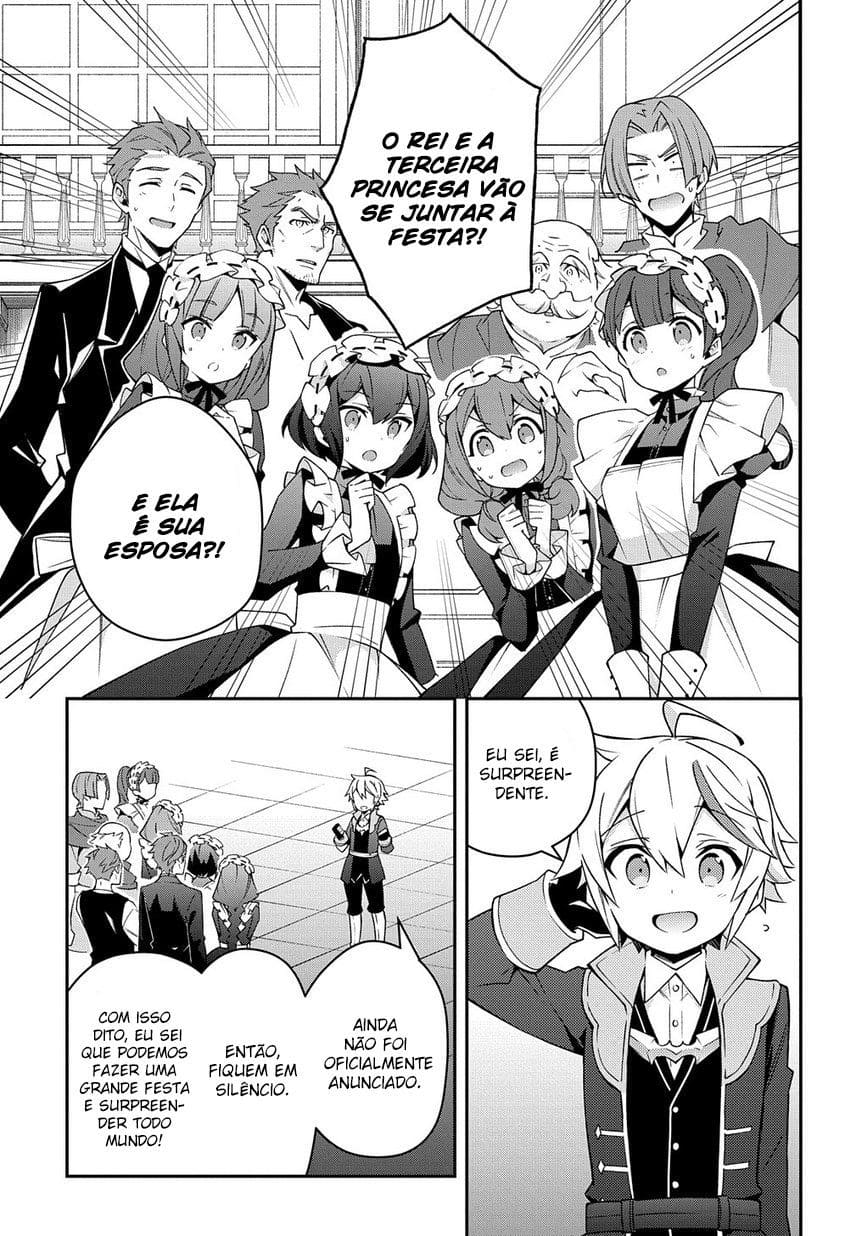 O REI E A
TERCEIRA
PRINCESA VÃO
SE JUNTAR À
FESTA?!
E ELA
É SUA
ESPOSA?!
EU SEI, É
SURPREEN-
DENTE.
AINDA
NÃO FOI
OFICIALMENTE
ANUNCIADO.
ENTÃO,
FIQUEM EM
SILÊNCIO.
COM ISSO
DITO, EU SEI
QUE PODEMOS
FAZER UMA
GRANDE FESTA
E SURPREEN-
DER TODO
MUNDO!